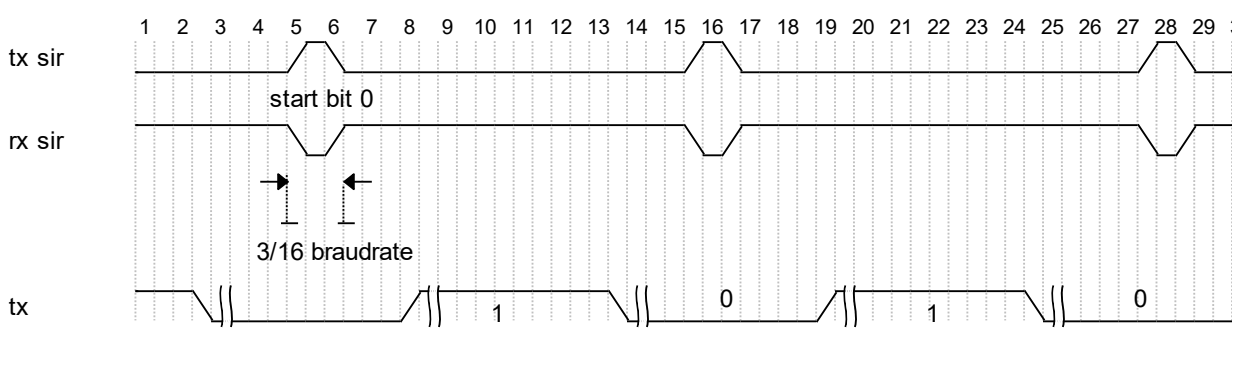 1 2 3 4 5 6 7 8 9 10 11 12 13 14 15 16 17 18 19 20 21 22 23 24 25 26 27 28 29
tx sir
start bit 0
rx sir
3/16 braudrate
tx 1 0 1 0